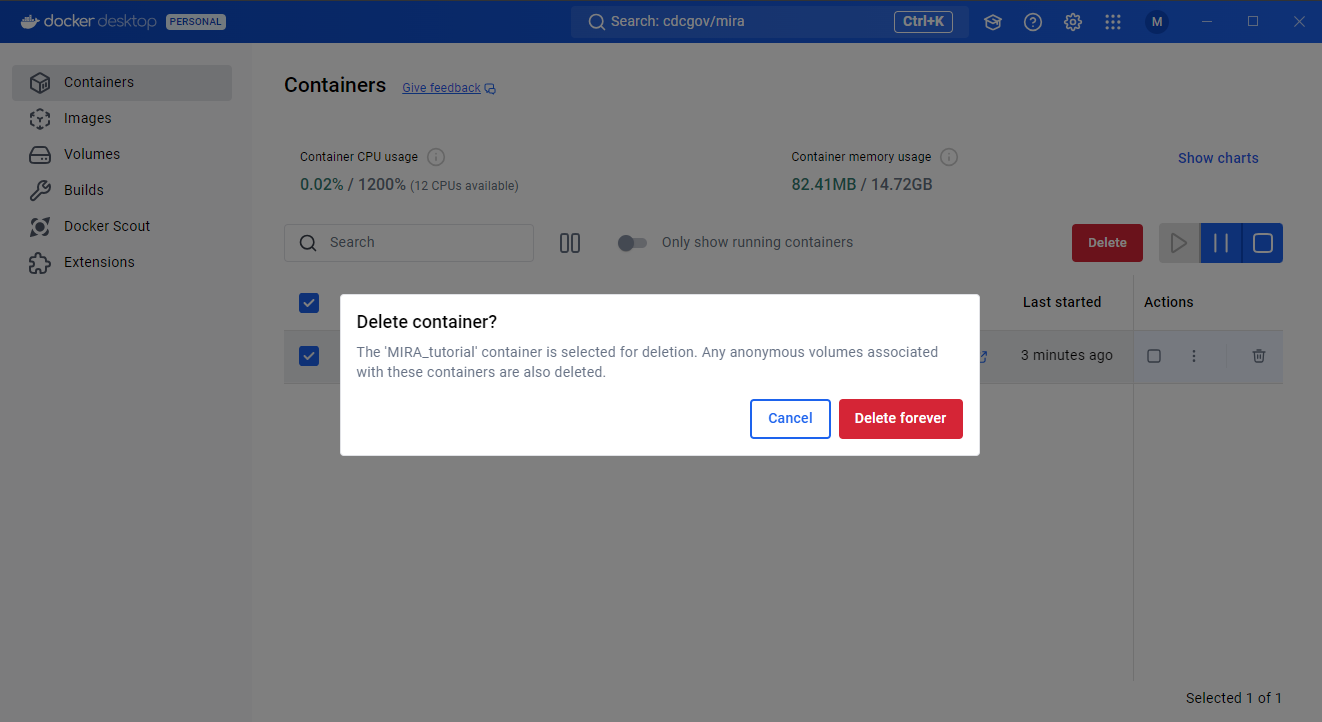 docker desktop PERSONAL Search: cdcgov/mira Ctrl+K M
Containers
Images
Volumes
Builds
Docker Scout
Extensions
Containers Give feedback
Container CPU usage
0.02% / 1200% (12 CPUs available)
Container memory usage
82.41MB / 14.72GB
Show charts
Search
Only show running containers
Delete
Last started Actions
3 minutes ago
Delete container?
The 'MIRA_tutorial' container is selected for deletion. Any anonymous volumes associated
with these containers are also deleted.
Cancel Delete forever
Selected 1 of 1